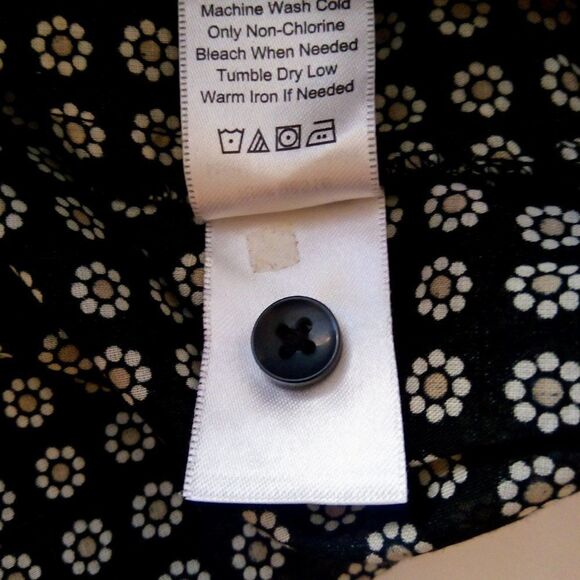 Machine Wash Cold
Only Non-Chlorine
Bleach When Needed
Tumble Dry Low
Warm Iron If Needed